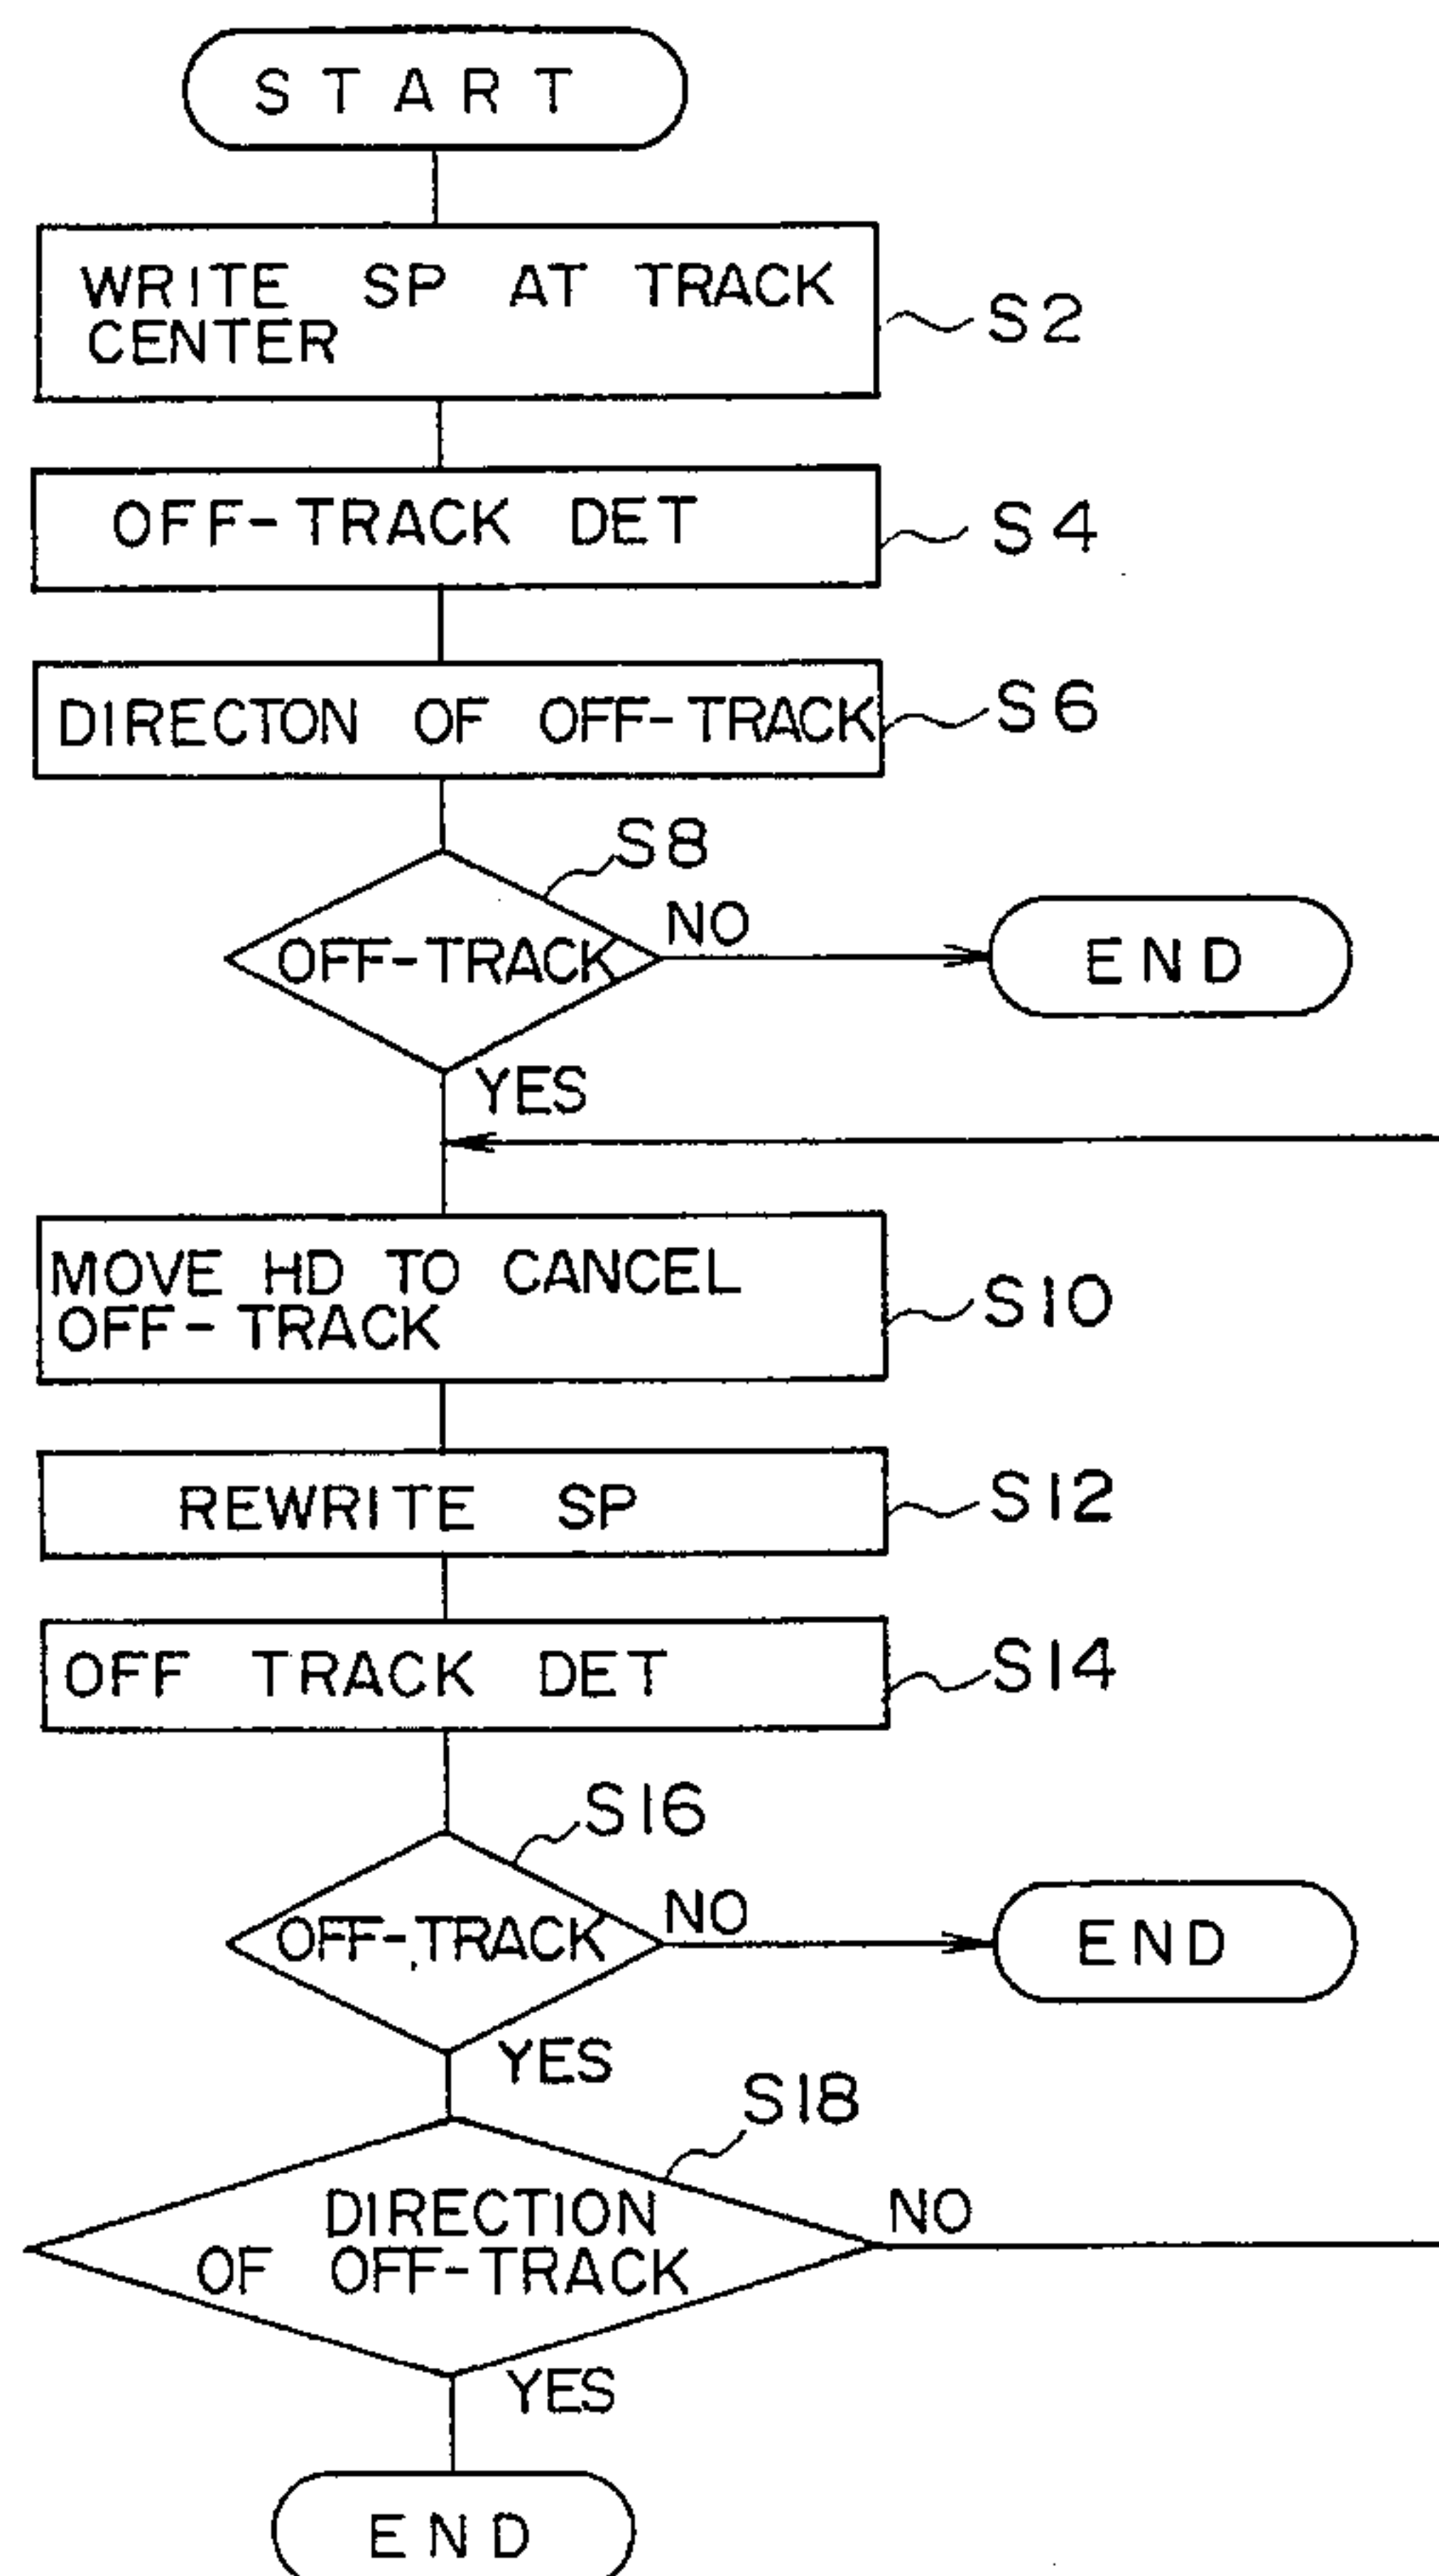 START
WRITE SP AT TRACK
CENTER
S2
OFF-TRACK DET
S4
DIRECTON OF OFF-TRACK
S6
S8
OFF-TRACK
NO
END
YES
MOVE HD TO CANCEL
OFF-TRACK
S10
REWRITE SP
S12
OFF TRACK DET
S14
S16
OFF-TRACK
NO
END
YES
S18
DIRECTION
OF OFF-TRACK
NO
YES
END